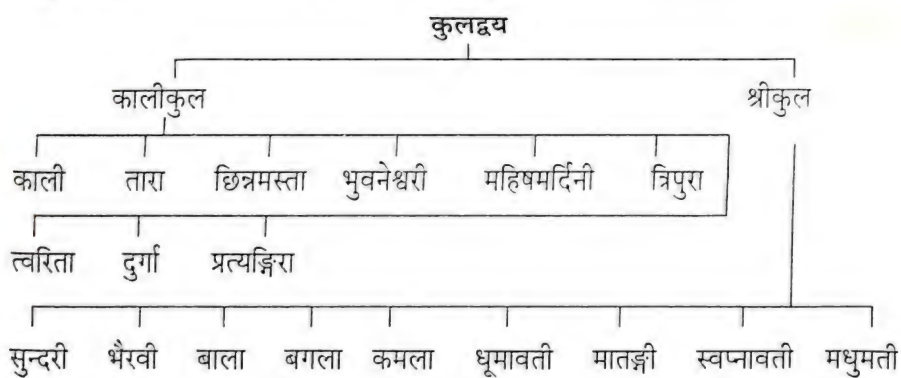 कुलद्वय
कालीकुल श्रीकुल
काली तारा छिन्नमस्ता भुवनेश्वरी महिषमर्दिनी त्रिपुरा
त्वरिता दुर्गा प्रत्यङ्गिरा
सुन्दरी भैरवी बाला बगला कमला धूमावती मातङ्गी स्वप्नावती मधुमती